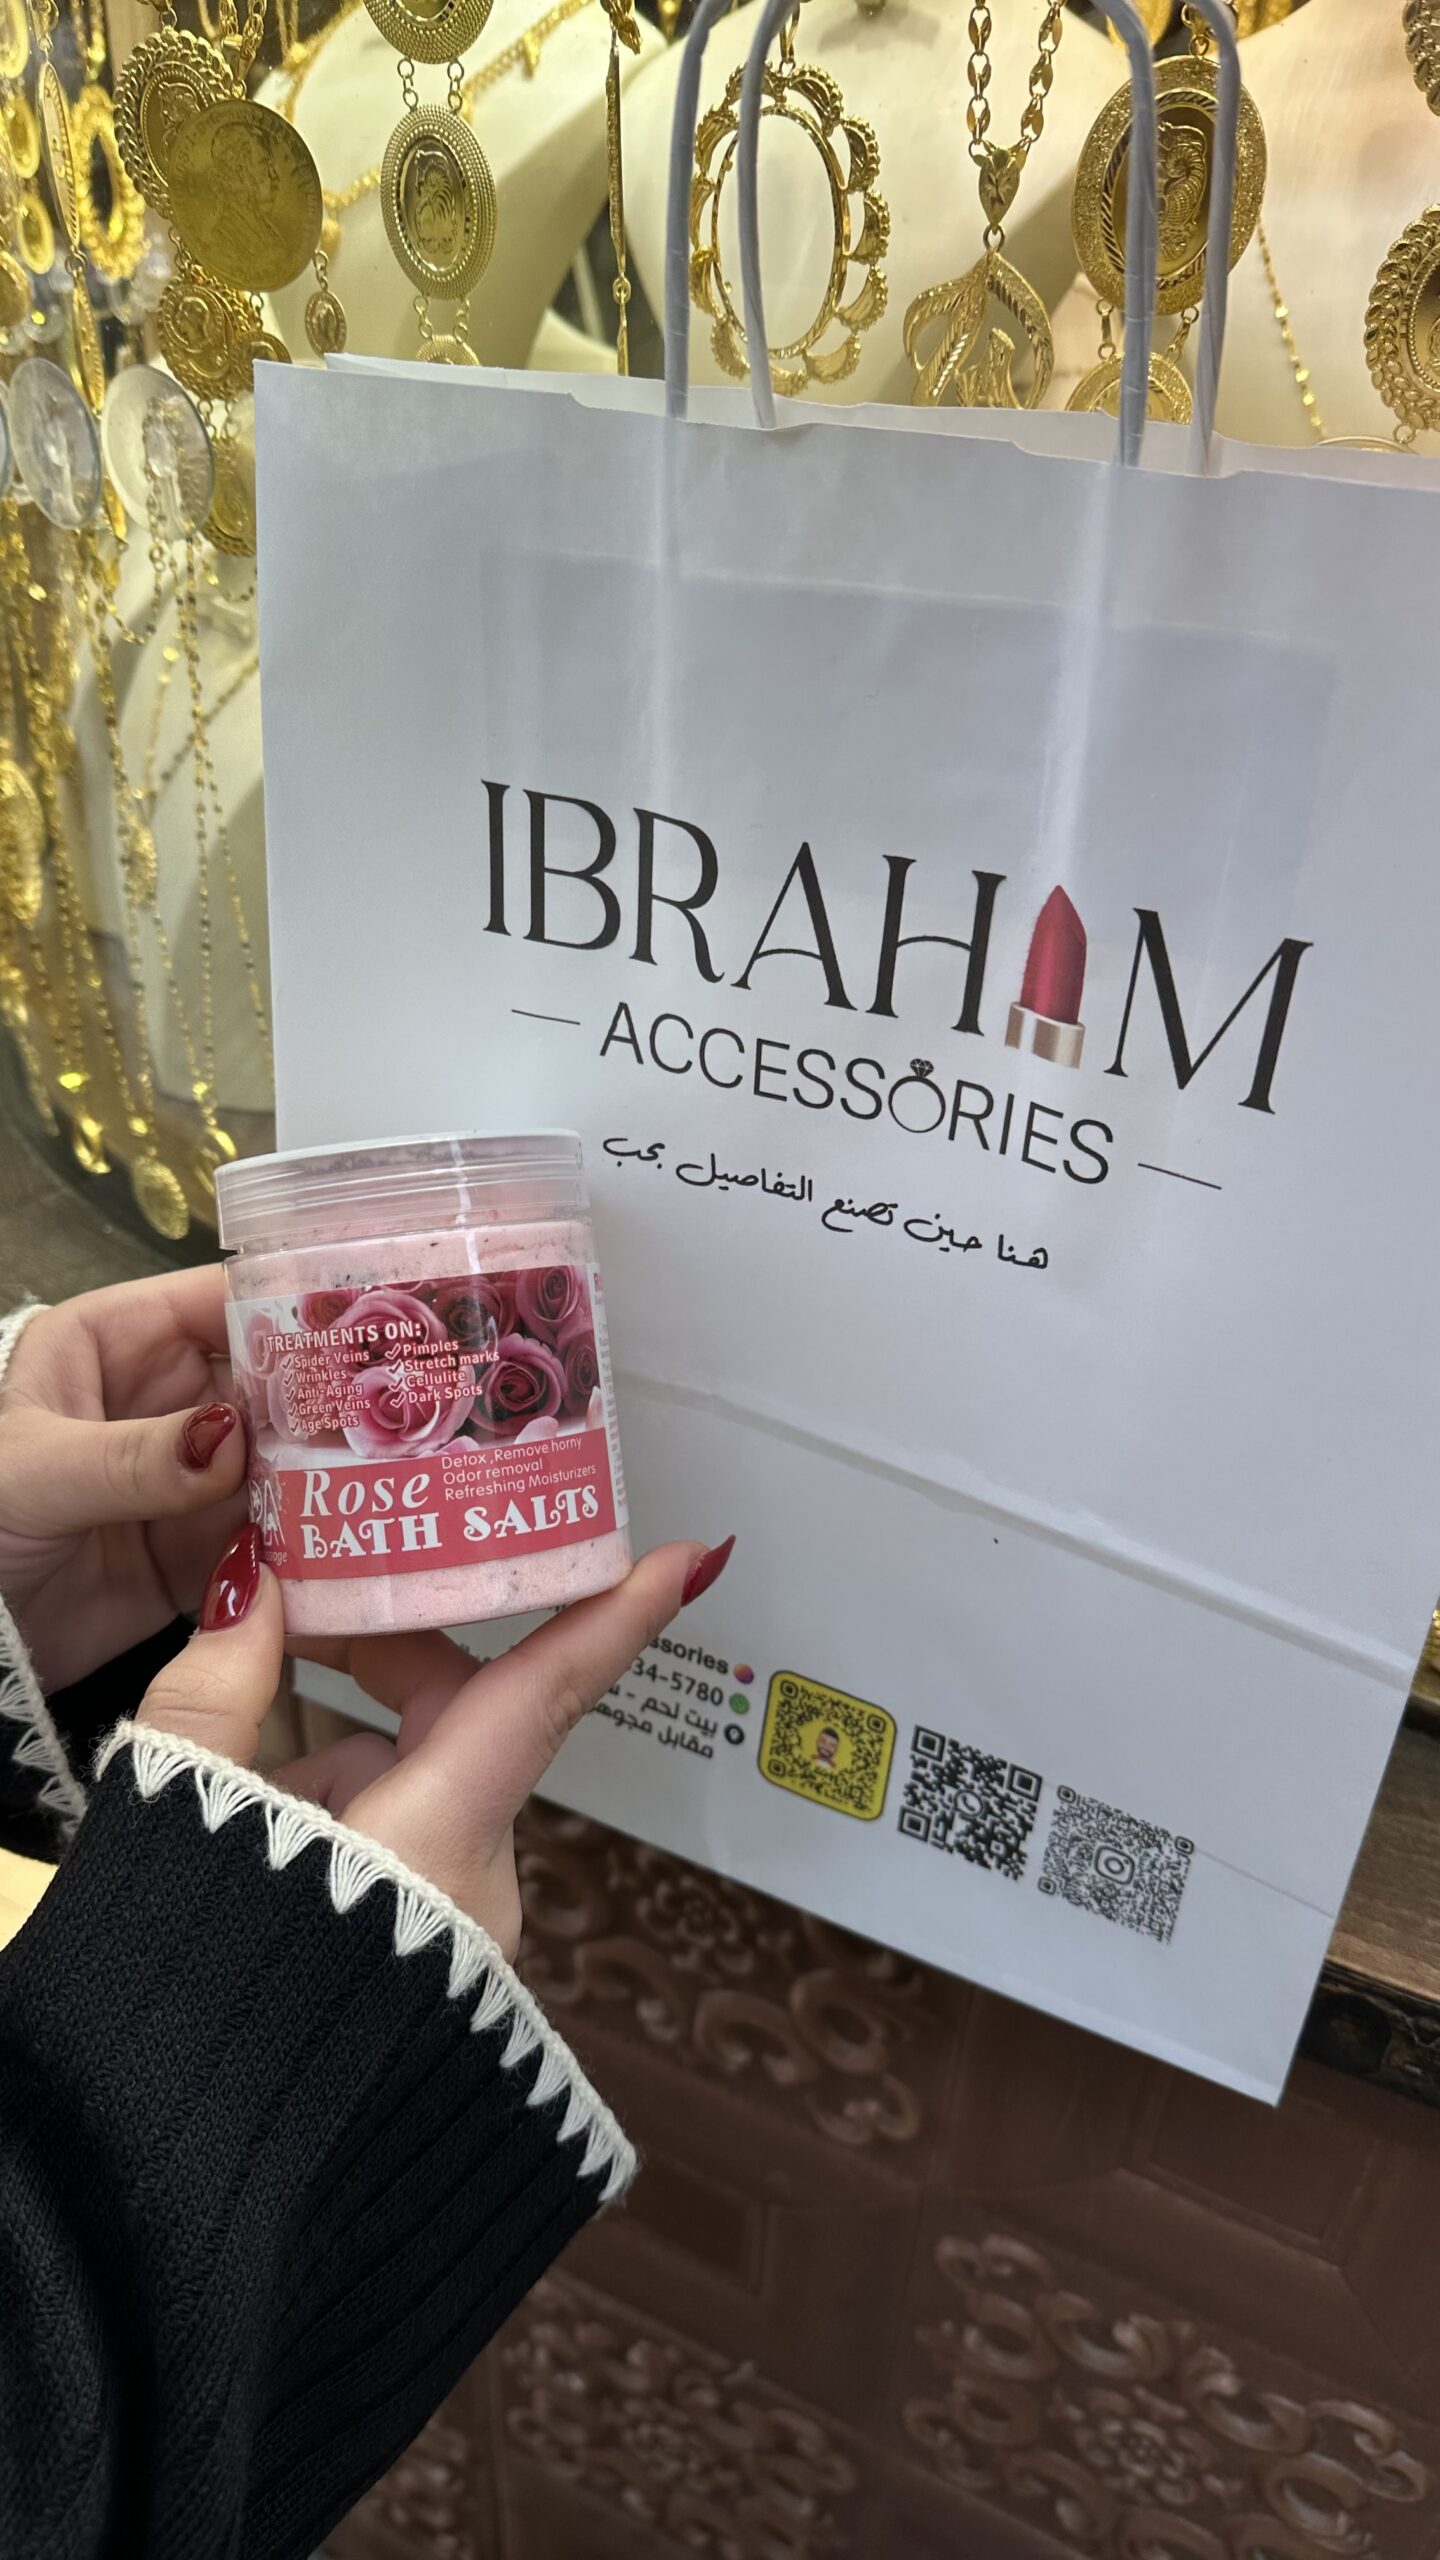 IBRAHIM
ACCESSORIES
هنا حين تصنع التفاصيل بحب
TREATMENTS ON:
Spider Veins
Wrinkles
Anti-Aging
Green Veins
Age Spots
Pimples
Stretch marks
Cellulite
Dark Spots
Detox ,Remove horny
Odor removal
Refreshing Moisturizers
Rose
BATH SALTS
34-5780
بيت لحم -
مقابل